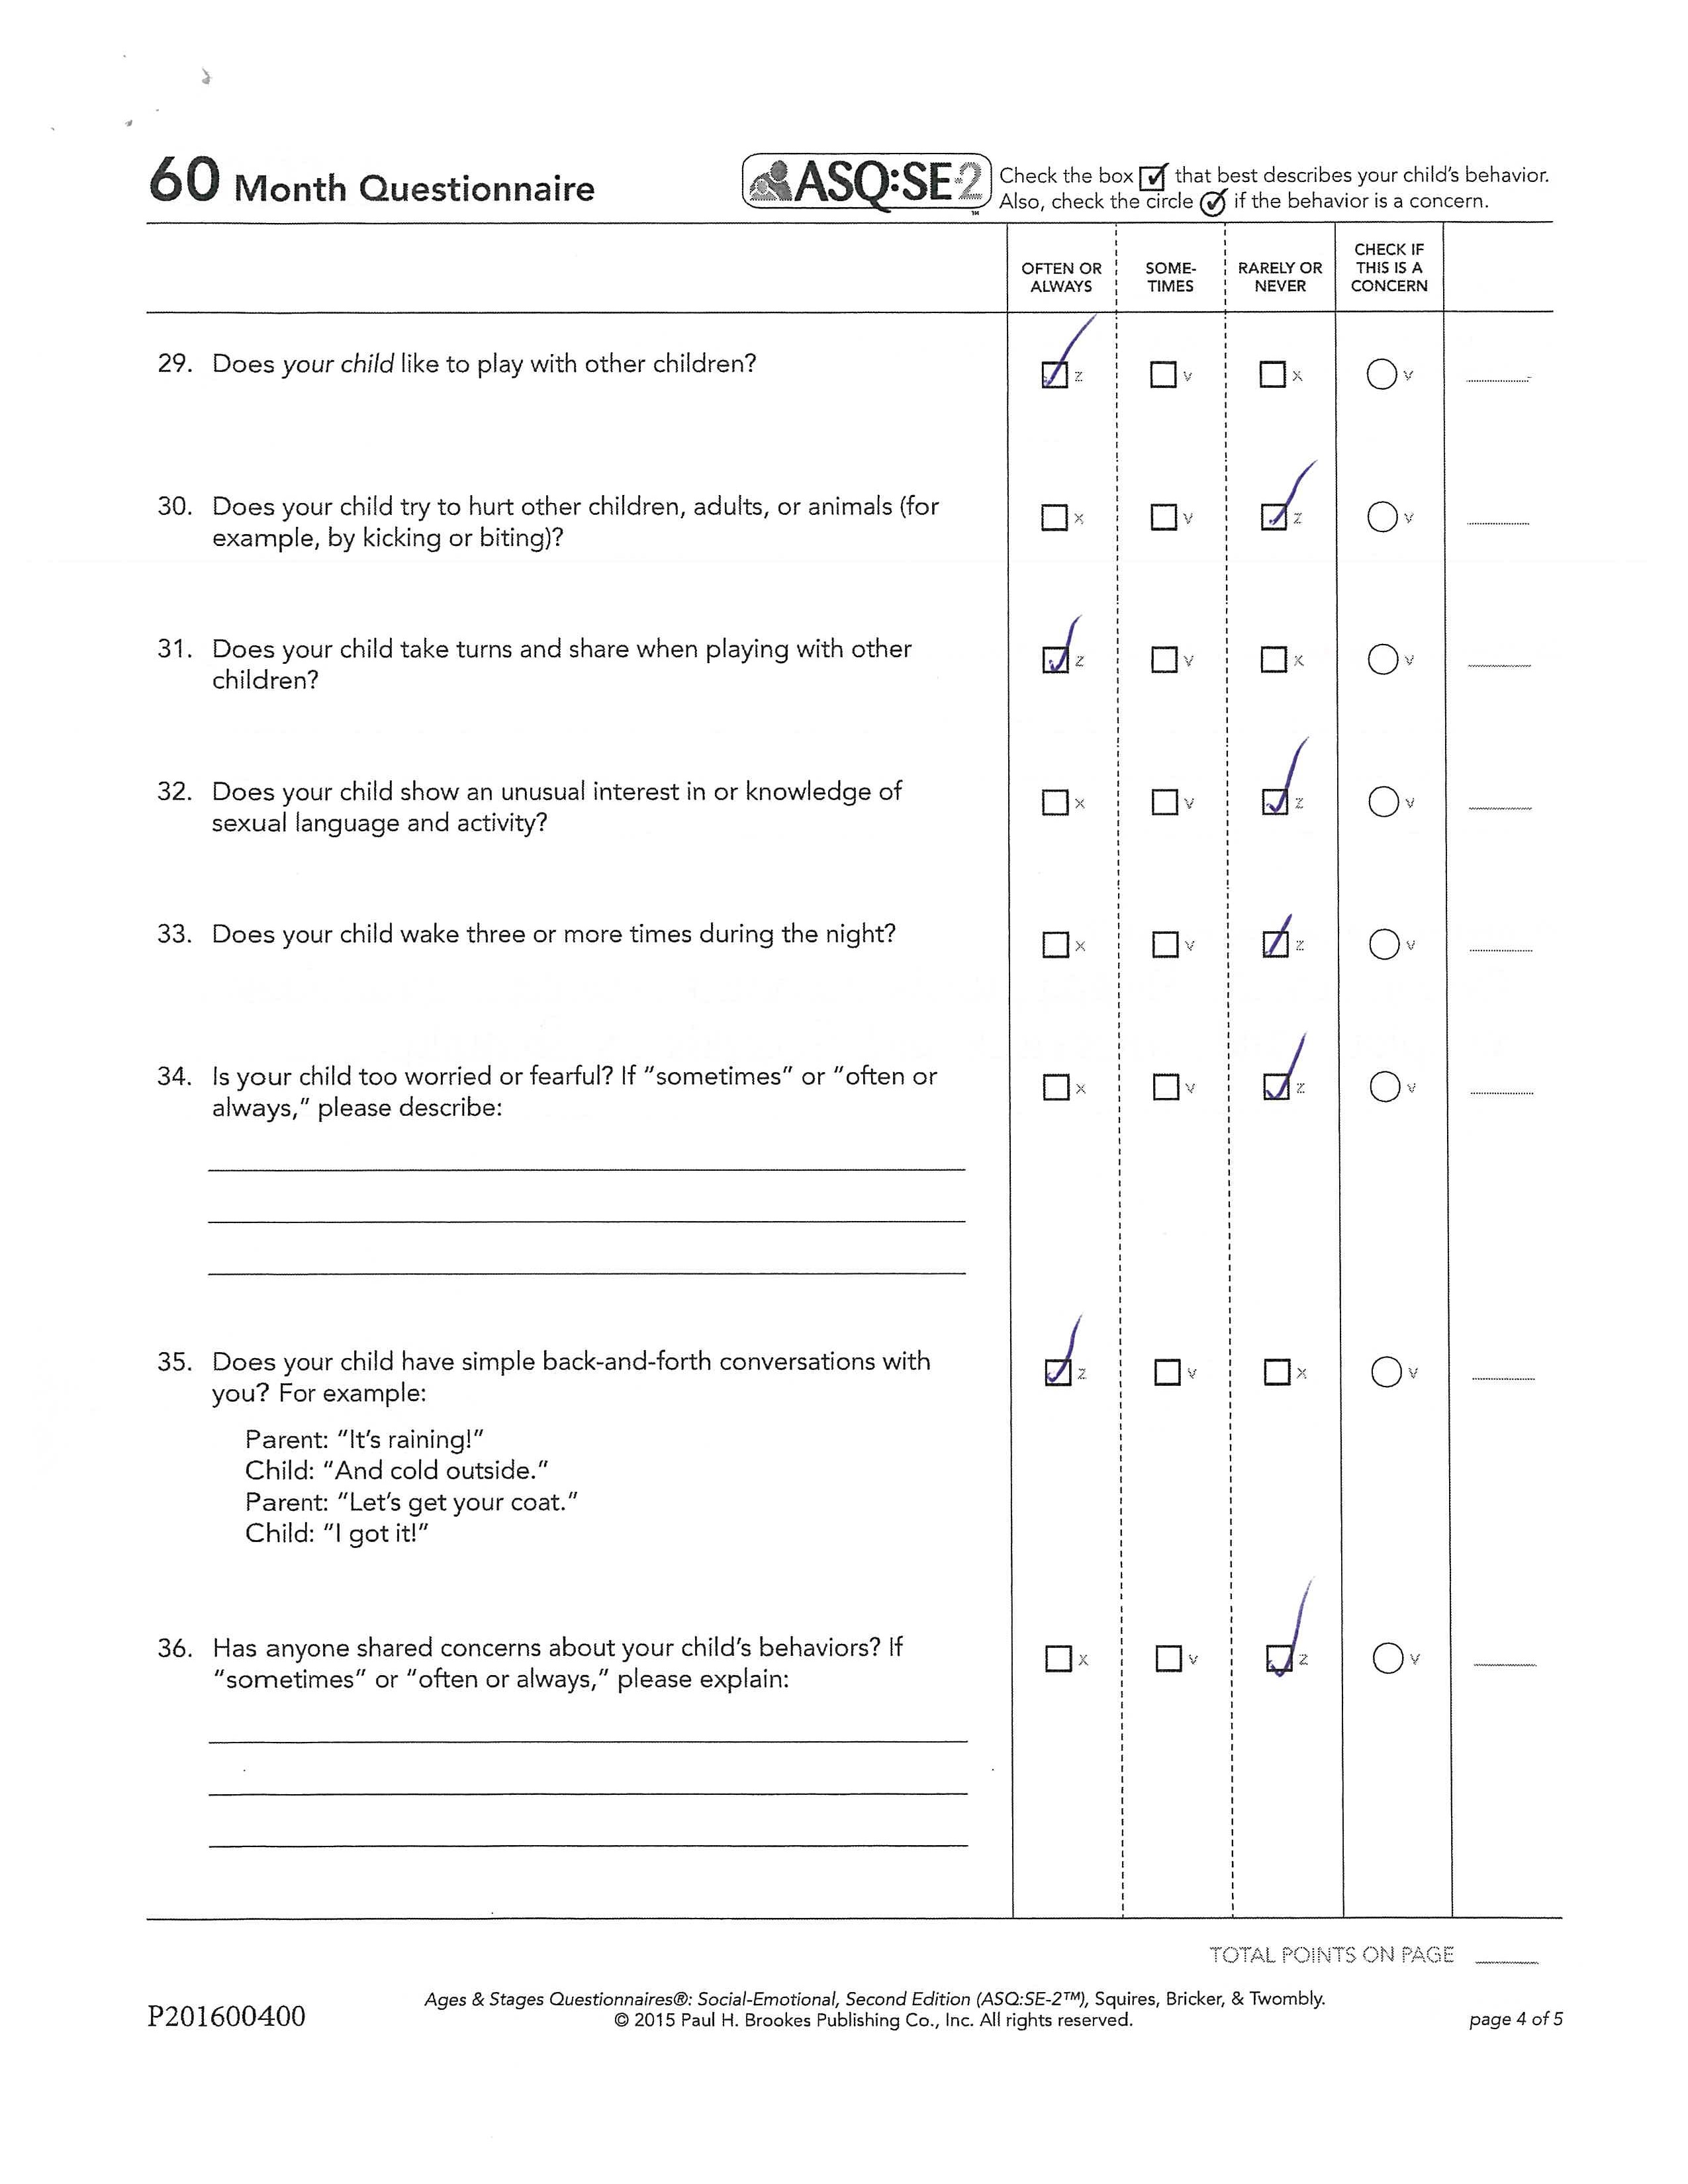 60 Month Questionnaire
ASQ:SE-2™
Check the box ☑ that best describes your child's behavior.
Also, check the circle ✓ if the behavior is a concern.
OFTEN OR ALWAYS
SOME-TIMES
RARELY OR NEVER
CHECK IF THIS IS A CONCERN
29. Does your child like to play with other children?
☑ z ☐ v ☐ x ○ v
30. Does your child try to hurt other children, adults, or animals (for
example, by kicking or biting)?
☐ x ☐ v ☑ z ○ v
31. Does your child take turns and share when playing with other
children?
☑ z ☐ v ☐ x ○ v
32. Does your child show an unusual interest in or knowledge of
sexual language and activity?
☐ x ☐ v ☑ z ○ v
33. Does your child wake three or more times during the night?
☐ x ☐ v ☑ z ○ v
34. Is your child too worried or fearful? If "sometimes" or "often or
always," please describe:
☐ x ☐ v ☑ z ○ v
35. Does your child have simple back-and-forth conversations with
you? For example:
☑ z ☐ v ☐ x ○ v
Parent: "It's raining!"
Child: "And cold outside."
Parent: "Let's get your coat."
Child: "I got it!"
36. Has anyone shared concerns about your child's behaviors? If
"sometimes" or "often or always," please explain:
☐ x ☐ v ☑ z ○ v
TOTAL POINTS ON PAGE
P201600400
Ages & Stages Questionnaires®: Social-Emotional, Second Edition (ASQ:SE-2™), Squires, Bricker, & Twombly.
© 2015 Paul H. Brookes Publishing Co., Inc. All rights reserved.
page 4 of 5